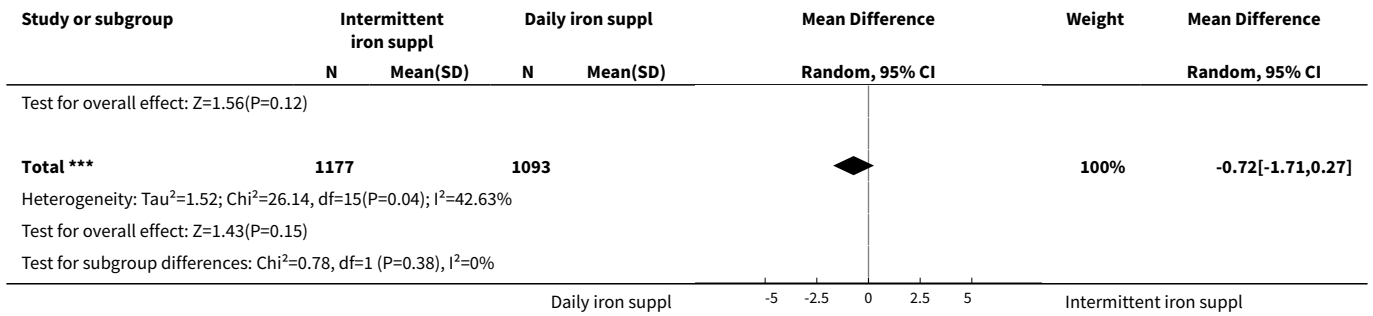 Study or subgroup Intermittent iron suppl Daily iron suppl Mean Difference Weight Mean Difference
N Mean(SD) N Mean(SD) Random, 95% CI Random, 95% CI
Test for overall effect: Z=1.56(P=0.12)
Total *** 1177 1093 100% -0.72[-1.71,0.27]
Heterogeneity: Tau²=1.52; Chi²=26.14, df=15(P=0.04); I²=42.63%
Test for overall effect: Z=1.43(P=0.15)
Test for subgroup differences: Chi²=0.78, df=1 (P=0.38), I²=0%
Daily iron suppl -5 -2.5 0 2.5 5 Intermittent iron suppl